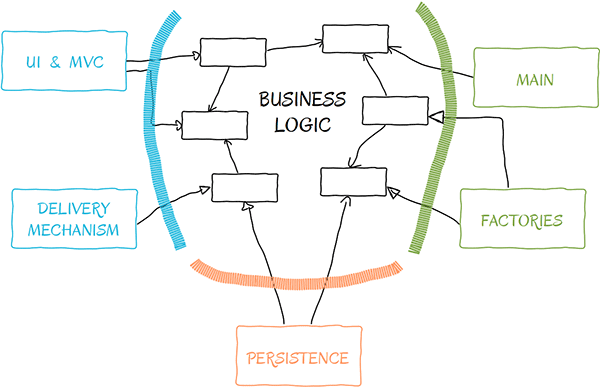 UI & MVC
BUSINESS
LOGIC
MAIN
DELIVERY
MECHANISM
FACTORIES
PERSISTENCE